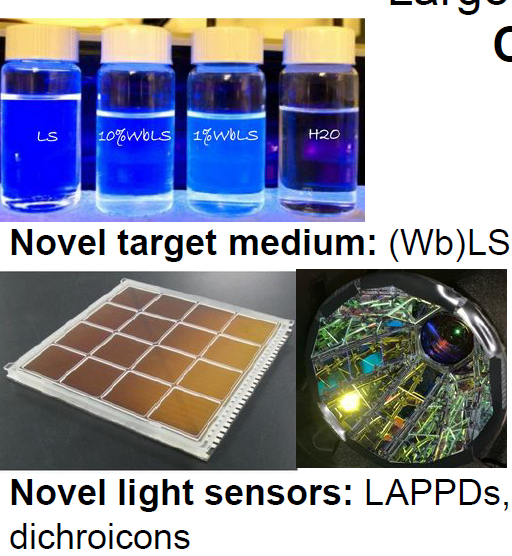 LS
10%WbLS
1%WbLS
H2O
Novel target medium: (Wb)LS
Novel light sensors: LAPPDs,
dichroicons